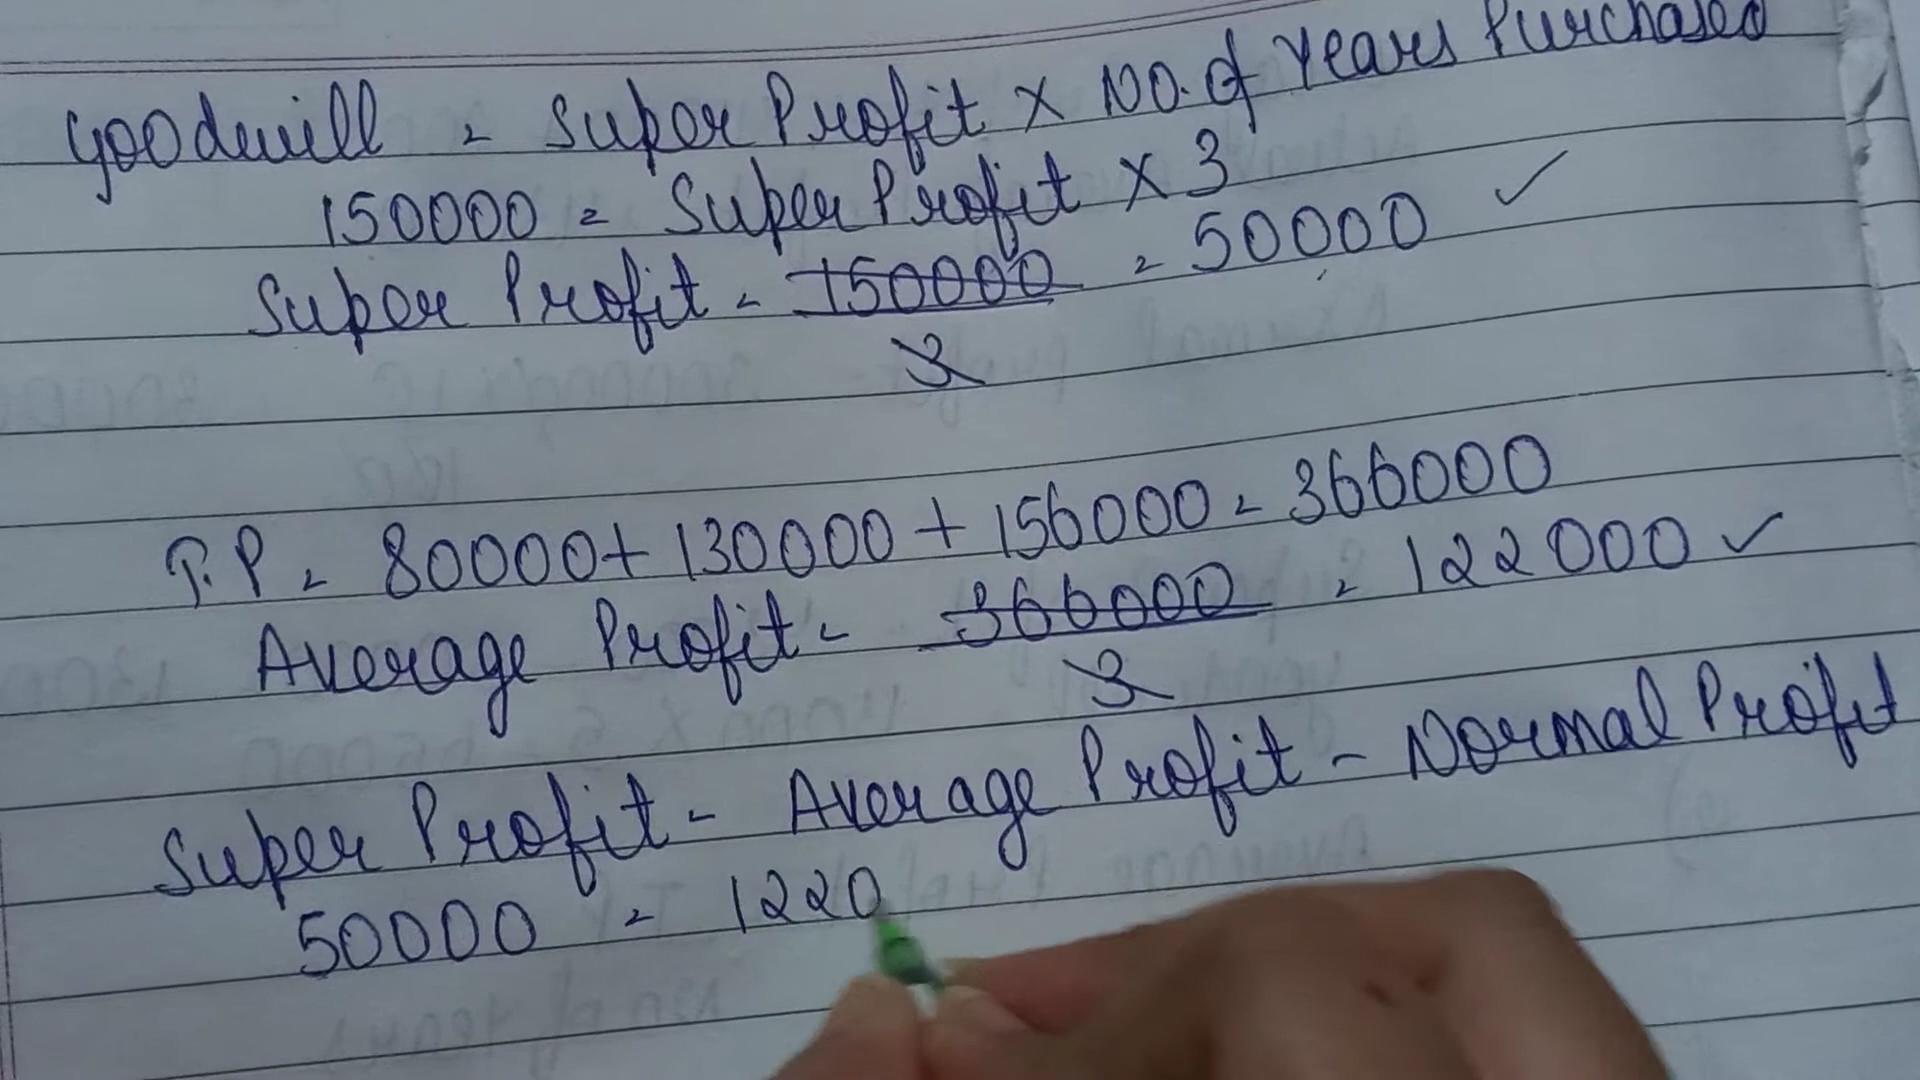 Goodwill = Super Profit × No. of Years Purchased
150000 = Super Profit × 3
Super Profit = 150000 = 50000 ✓
3
T.P = 80000 + 130000 + 156000 = 366000
Average Profit = 366000 = 122000 ✓
3
Super Profit = Average Profit - Normal Profit
50000 = 1220